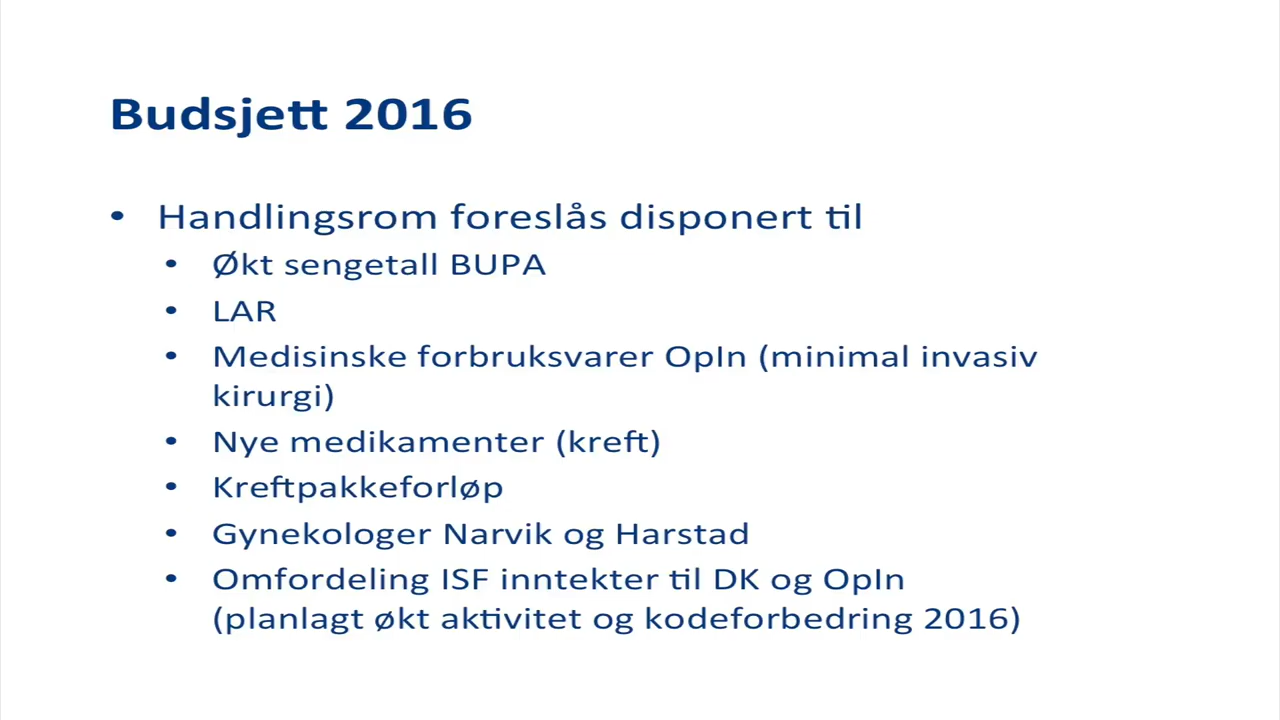 Budsjett 2016
• Handlingsrom foreslås disponert til
• Økt sengetall BUPA
• LAR
• Medisinske forbruksvarer OpIn (minimal invasiv
kirurgi)
• Nye medikamenter (kreft)
• Kreftpakkeforløp
• Gynekologer Narvik og Harstad
• Omfordeling ISF inntekter til DK og OpIn
(planlagt økt aktivitet og kodeforbedring 2016)